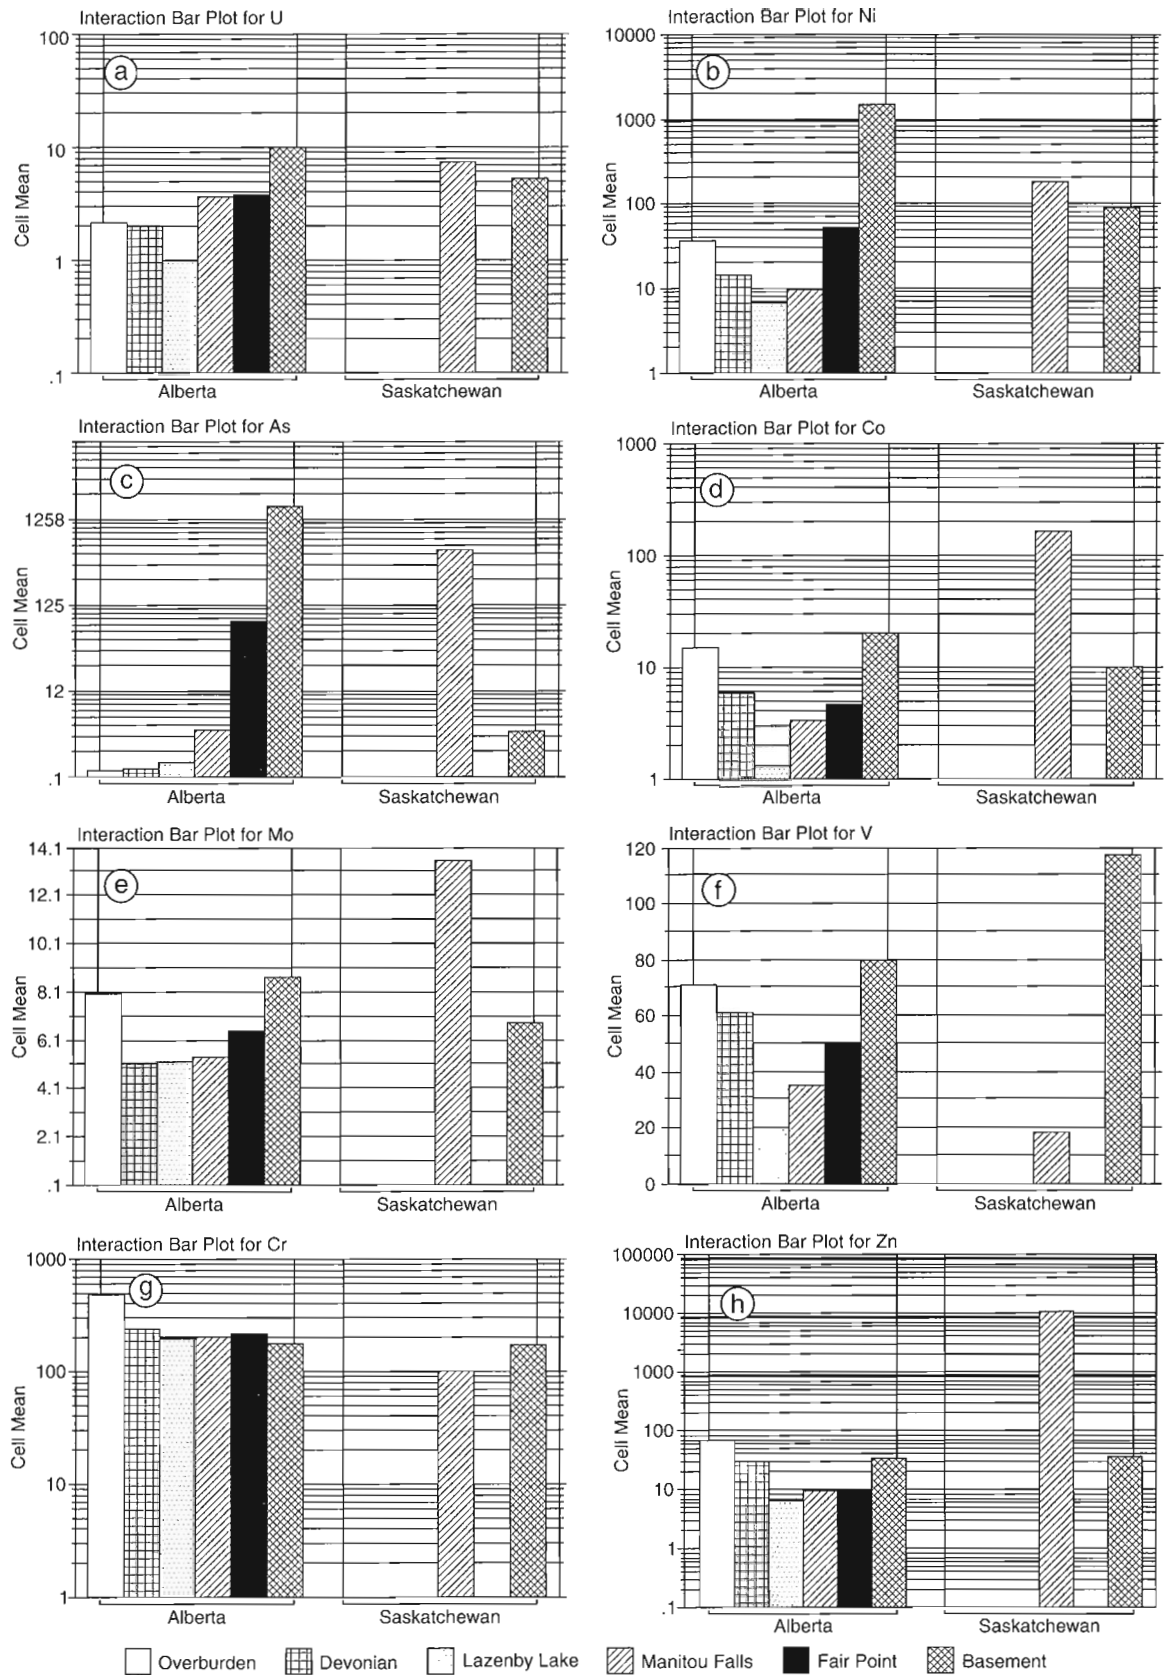 Interaction Bar Plot for U
100
10
1
.1
Cell Mean
a
Alberta
Saskatchewan
Interaction Bar Plot for Ni
10000
1000
100
10
1
Cell Mean
b
Alberta
Saskatchewan
Interaction Bar Plot for As
1258
125
12
.1
Cell Mean
c
Alberta
Saskatchewan
Interaction Bar Plot for Co
1000
100
10
1
Cell Mean
d
Alberta
Saskatchewan
Interaction Bar Plot for Mo
14.1
12.1
10.1
8.1
6.1
4.1
2.1
.1
Cell Mean
e
Alberta
Saskatchewan
Interaction Bar Plot for V
120
100
80
60
40
20
0
Cell Mean
f
Alberta
Saskatchewan
Interaction Bar Plot for Cr
1000
100
10
1
Cell Mean
g
Alberta
Saskatchewan
Interaction Bar Plot for Zn
100000
10000
1000
100
10
1
.1
Cell Mean
h
Alberta
Saskatchewan
Overburden Devonian Lazenby Lake Manitou Falls Fair Point Basement